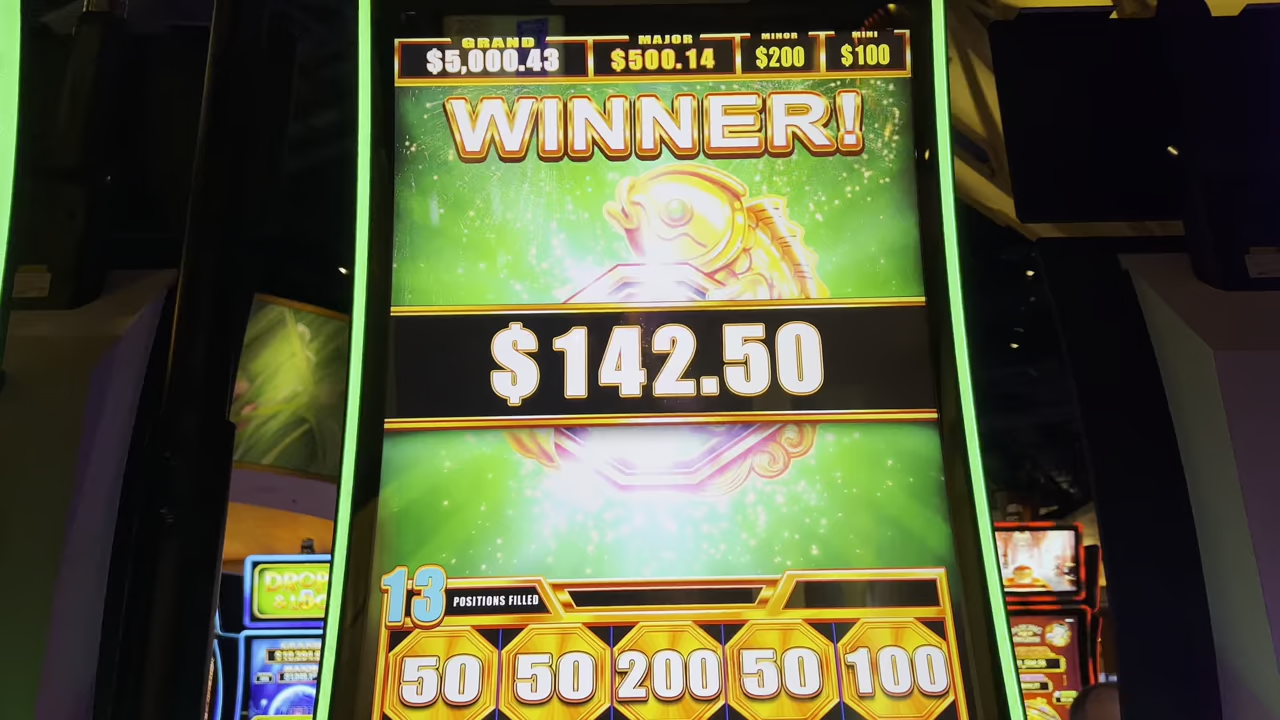 GRAND MAJOR MINOR MINI
$5,000.43 $500.14 $200 $100
WINNER!
$142.50
13 POSITIONS FILLED
50 50 200 50 100
DROP